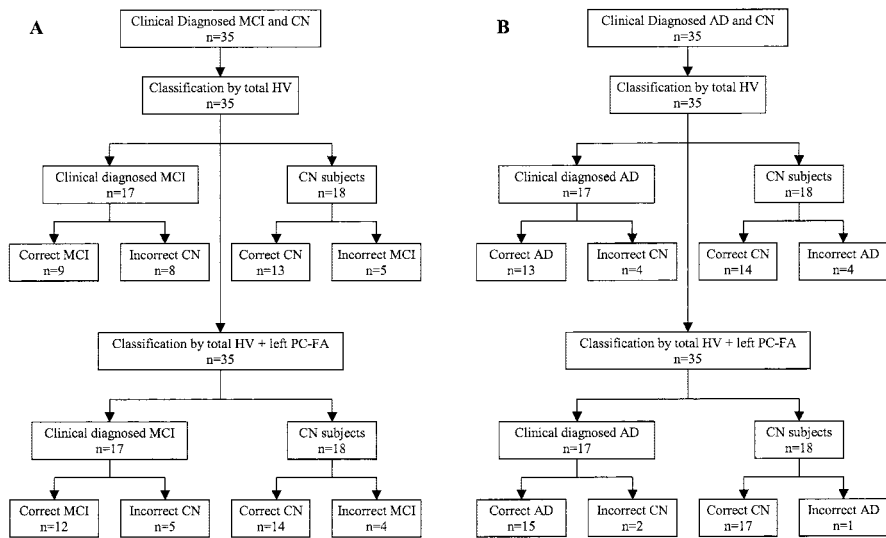 A
Clinical Diagnosed MCI and CN
n=35
Classification by total HV
n=35
Clinical diagnosed MCI
n=17
CN subjects
n=18
Correct MCI
n=9
Incorrect CN
n=8
Correct CN
n=13
Incorrect MCI
n=5
Classification by total HV + left PC-FA
n=35
Clinical diagnosed MCI
n=17
CN subjects
n=18
Correct MCI
n=12
Incorrect CN
n=5
Correct CN
n=14
Incorrect MCI
n=4
B
Clinical Diagnosed AD and CN
n=35
Classification by total HV
n=35
Clinical diagnosed AD
n=17
CN subjects
n=18
Correct AD
n=13
Incorrect CN
n=4
Correct CN
n=14
Incorrect AD
n=4
Classification by total HV + left PC-FA
n=35
Clinical diagnosed AD
n=17
CN subjects
n=18
Correct AD
n=15
Incorrect CN
n=2
Correct CN
n=17
Incorrect AD
n=1